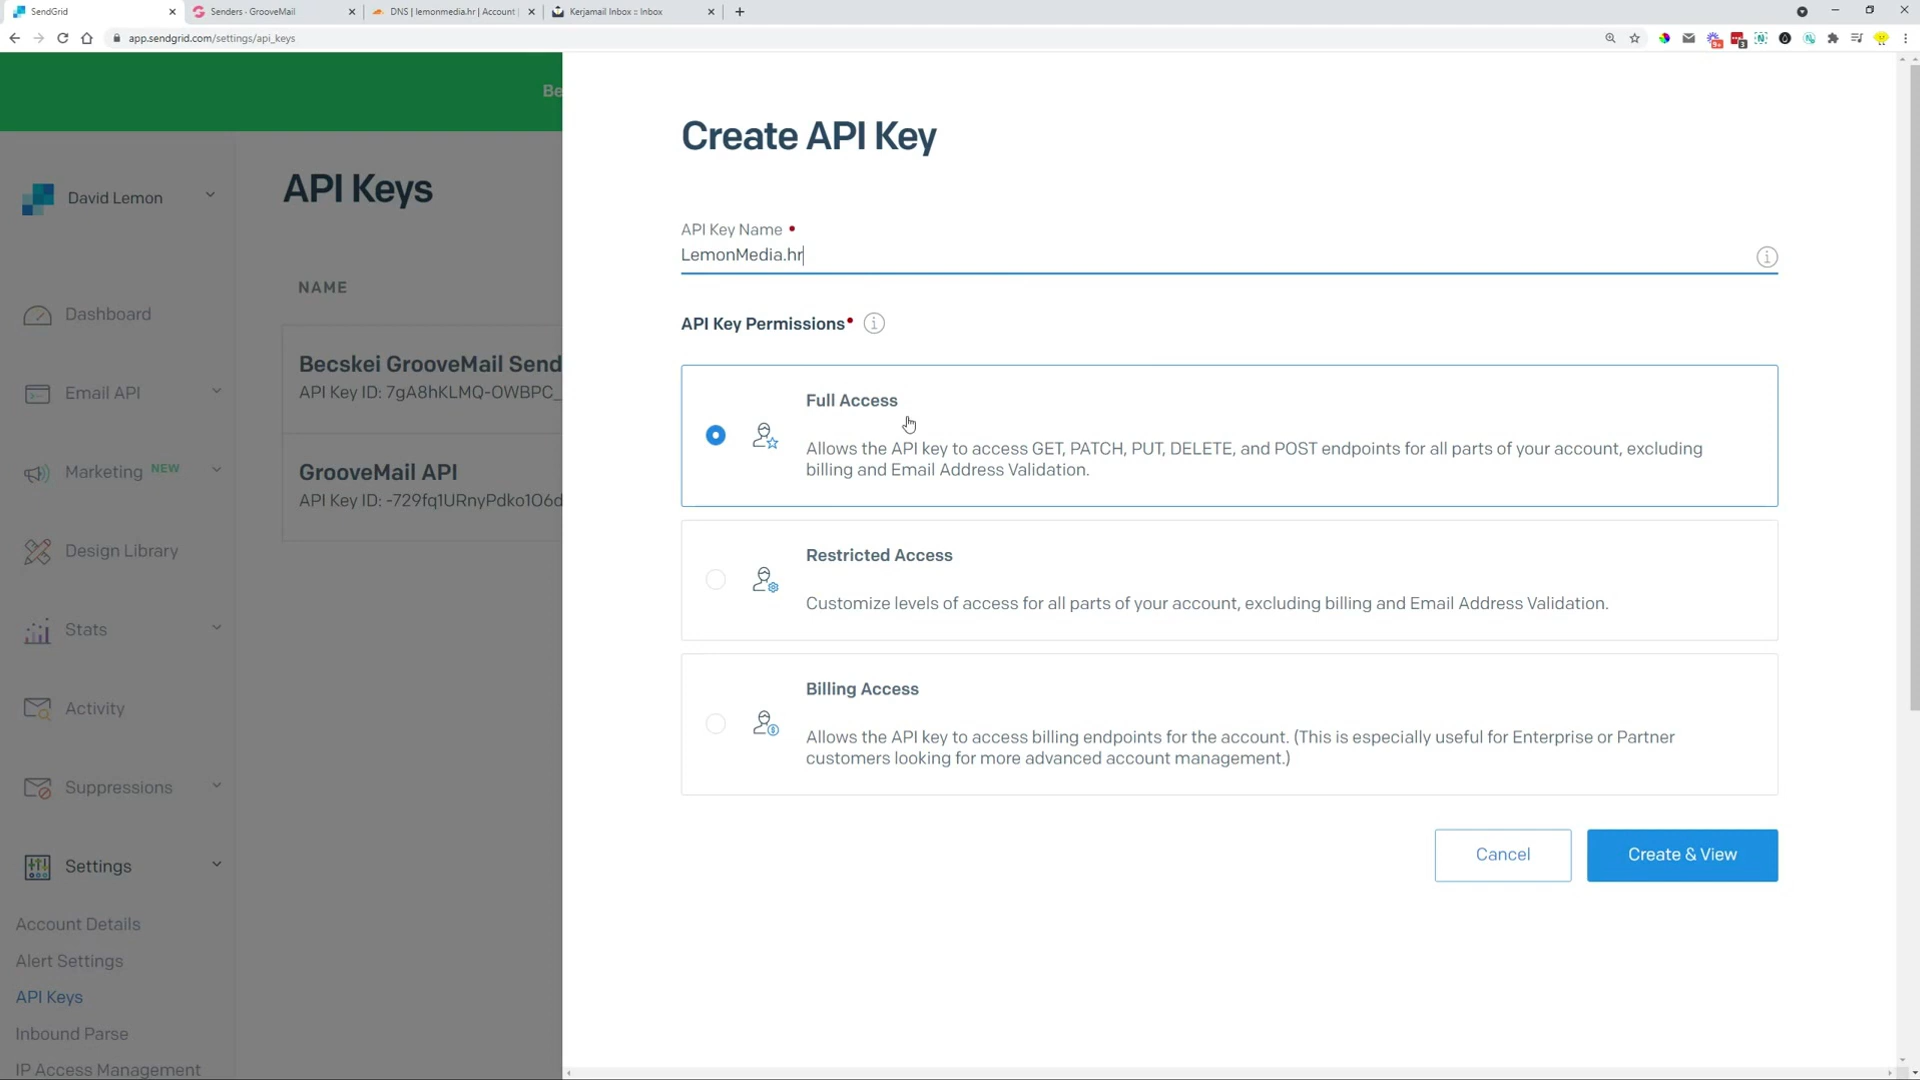 SendGrid
Senders - GrooveMail
DNS | lemonmedia.hr | Account
Kerjamail Inbox :: Inbox
app.sendgrid.com/settings/api_keys
9+
3
Be
David Lemon
Dashboard
Email API
Marketing NEW
Design Library
Stats
Activity
Suppressions
Settings
Account Details
Alert Settings
API Keys
Inbound Parse
IP Access Management
API Keys
NAME
Becskei GrooveMail Send
API Key ID: 7gA8hKLMQ-OWBPC_
GrooveMail API
API Key ID: -729fq1URnyPdko1O6d
Create API Key
API Key Name
LemonMedia.hr
API Key Permissions
Full Access
Allows the API key to access GET, PATCH, PUT, DELETE, and POST endpoints for all parts of your account, excluding
billing and Email Address Validation.
Restricted Access
Customize levels of access for all parts of your account, excluding billing and Email Address Validation.
Billing Access
Allows the API key to access billing endpoints for the account. (This is especially useful for Enterprise or Partner
customers looking for more advanced account management.)
Cancel
Create & View